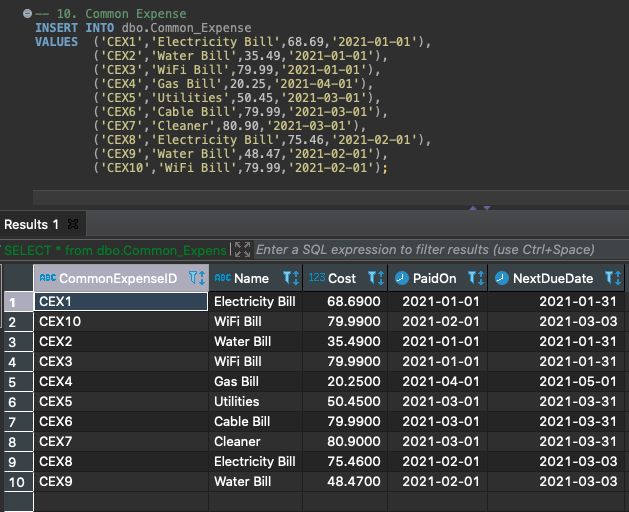 -- 10. Common Expense
INSERT INTO dbo.Common_Expense
VALUES ('CEX1','Electricity Bill',68.69,'2021-01-01'),
('CEX2','Water Bill',35.49,'2021-01-01'),
('CEX3','WiFi Bill',79.99,'2021-01-01'),
('CEX4','Gas Bill',20.25,'2021-04-01'),
('CEX5','Utilities',50.45,'2021-03-01'),
('CEX6','Cable Bill',79.99,'2021-03-01'),
('CEX7','Cleaner',80.90,'2021-03-01'),
('CEX8','Electricity Bill',75.46,'2021-02-01'),
('CEX9','Water Bill',48.47,'2021-02-01'),
('CEX10','WiFi Bill',79.99,'2021-02-01');
Results 1
SELECT * from dbo.Common_Expens Enter a SQL expression to filter results (use Ctrl+Space)
ABC CommonExpenseID ABC Name 123 Cost PaidOn NextDueDate
1 CEX1 Electricity Bill 68.6900 2021-01-01 2021-01-31
2 CEX10 WiFi Bill 79.9900 2021-02-01 2021-03-03
3 CEX2 Water Bill 35.4900 2021-01-01 2021-01-31
4 CEX3 WiFi Bill 79.9900 2021-01-01 2021-01-31
5 CEX4 Gas Bill 20.2500 2021-04-01 2021-05-01
6 CEX5 Utilities 50.4500 2021-03-01 2021-03-31
7 CEX6 Cable Bill 79.9900 2021-03-01 2021-03-31
8 CEX7 Cleaner 80.9000 2021-03-01 2021-03-31
9 CEX8 Electricity Bill 75.4600 2021-02-01 2021-03-03
10 CEX9 Water Bill 48.4700 2021-02-01 2021-03-03